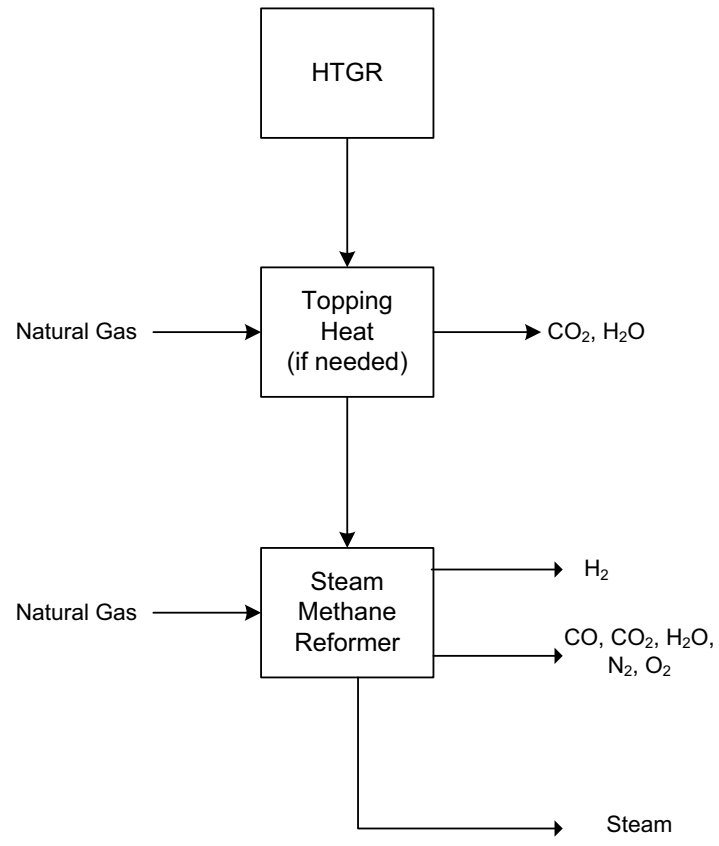 HTGR
Topping
Heat
(if needed)
Natural Gas
CO₂, H₂O
Steam
Methane
Reformer
Natural Gas
H₂
CO, CO₂, H₂O,
N₂, O₂
Steam